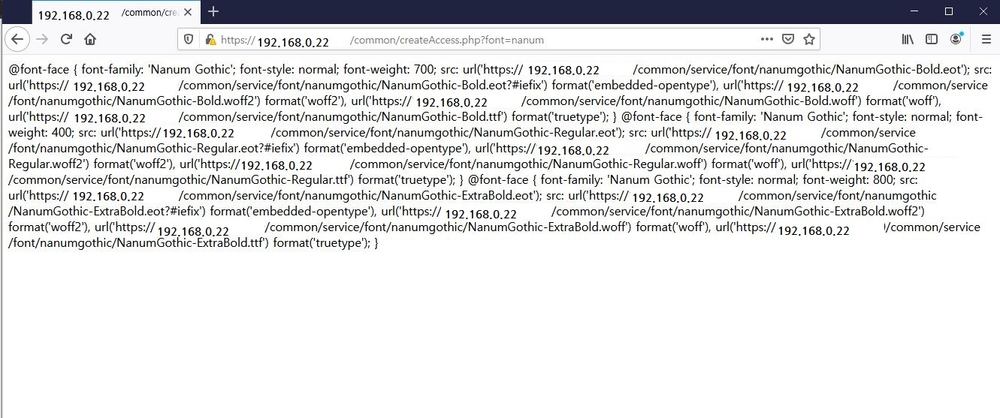 192.168.0.22 /common/cre
https:// 192.168.0.22 /common/createAccess.php?font=nanum
@font-face { font-family: 'Nanum Gothic'; font-style: normal; font-weight: 700; src: url('https:// 192.168.0.22 /common/service/font/nanumgothic/NanumGothic-Bold.eot'); src:
url('https:// 192.168.0.22 /common/service/font/nanumgothic/NanumGothic-Bold.eot?#iefix') format('embedded-opentype'), url('https:// 192.168.0.22 /common/service
/font/nanumgothic/NanumGothic-Bold.woff2') format('woff2'), url('https:// 192.168.0.22 /common/service/font/nanumgothic/NanumGothic-Bold.woff') format('woff'),
url('https:// 192.168.0.22 /common/service/font/nanumgothic/NanumGothic-Bold.ttf') format('truetype'); } @font-face { font-family: 'Nanum Gothic'; font-style: normal; font-
weight: 400; src: url('https://192.168.0.22 /common/service/font/nanumgothic/NanumGothic-Regular.eot'); src: url('https:// 192.168.0.22 /common/service
/font/nanumgothic/NanumGothic-Regular.eot?#iefix') format('embedded-opentype'), url('https://192.168.0.22 /common/service/font/nanumgothic/NanumGothic-
Regular.woff2') format('woff2'), url('https://192.168.0.22 /common/service/font/nanumgothic/NanumGothic-Regular.woff') format('woff'), url('https://192.168.0.22
/common/service/font/nanumgothic/NanumGothic-Regular.ttf') format('truetype'); } @font-face { font-family: 'Nanum Gothic'; font-style: normal; font-weight: 800; src:
url('https:// 192.168.0.22 /common/service/font/nanumgothic/NanumGothic-ExtraBold.eot'); src: url('https://192.168.0.22 /common/service/font/nanumgothic
/NanumGothic-ExtraBold.eot?#iefix') format('embedded-opentype'), url('https:// 192.168.0.22 /common/service/font/nanumgothic/NanumGothic-ExtraBold.woff2')
format('woff2'), url('https://192.168.0.22 /common/service/font/nanumgothic/NanumGothic-ExtraBold.woff') format('woff'), url('https://192.168.0.22 /common/service
/font/nanumgothic/NanumGothic-ExtraBold.ttf') format('truetype'); }